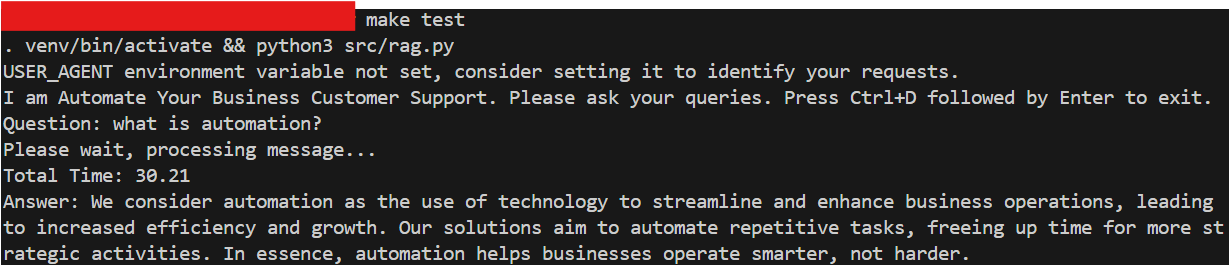 make test
. venv/bin/activate && python3 src/rag.py
USER_AGENT environment variable not set, consider setting it to identify your requests.
I am Automate Your Business Customer Support. Please ask your queries. Press Ctrl+D followed by Enter to exit.
Question: what is automation?
Please wait, processing message...
Total Time: 30.21
Answer: We consider automation as the use of technology to streamline and enhance business operations, leading
to increased efficiency and growth. Our solutions aim to automate repetitive tasks, freeing up time for more st
rategic activities. In essence, automation helps businesses operate smarter, not harder.